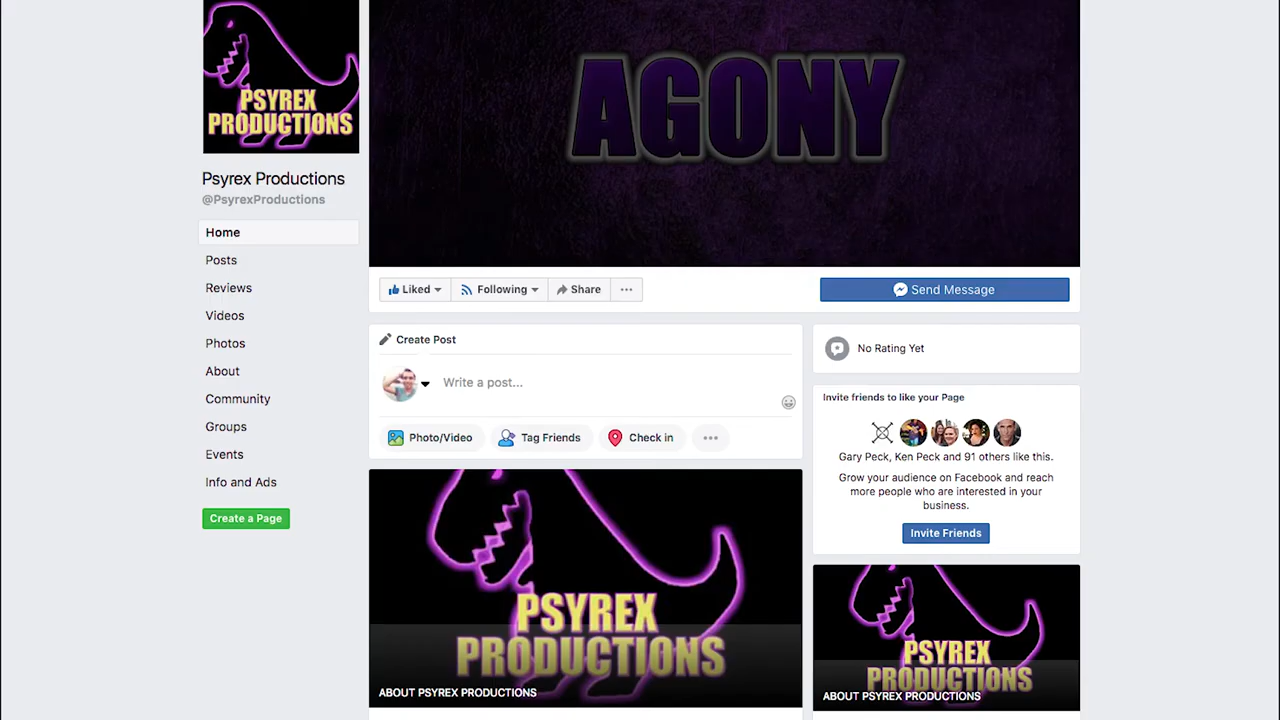 PSYREX
PRODUCTIONS
Psyrex Productions
@PsyrexProductions
Home
Posts
Reviews
Videos
Photos
About
Community
Groups
Events
Info and Ads
Create a Page
AGONY
Liked
Following
Share
Send Message
Create Post
Write a post...
Photo/Video
Tag Friends
Check in
PSYREX
PRODUCTIONS
ABOUT PSYREX PRODUCTIONS
No Rating Yet
Invite friends to like your Page
Gary Peck, Ken Peck and 91 others like this.
Grow your audience on Facebook and reach
more people who are interested in your
business.
Invite Friends
PSYREX
PRODUCTIONS
ABOUT PSYREX PRODUCTIONS